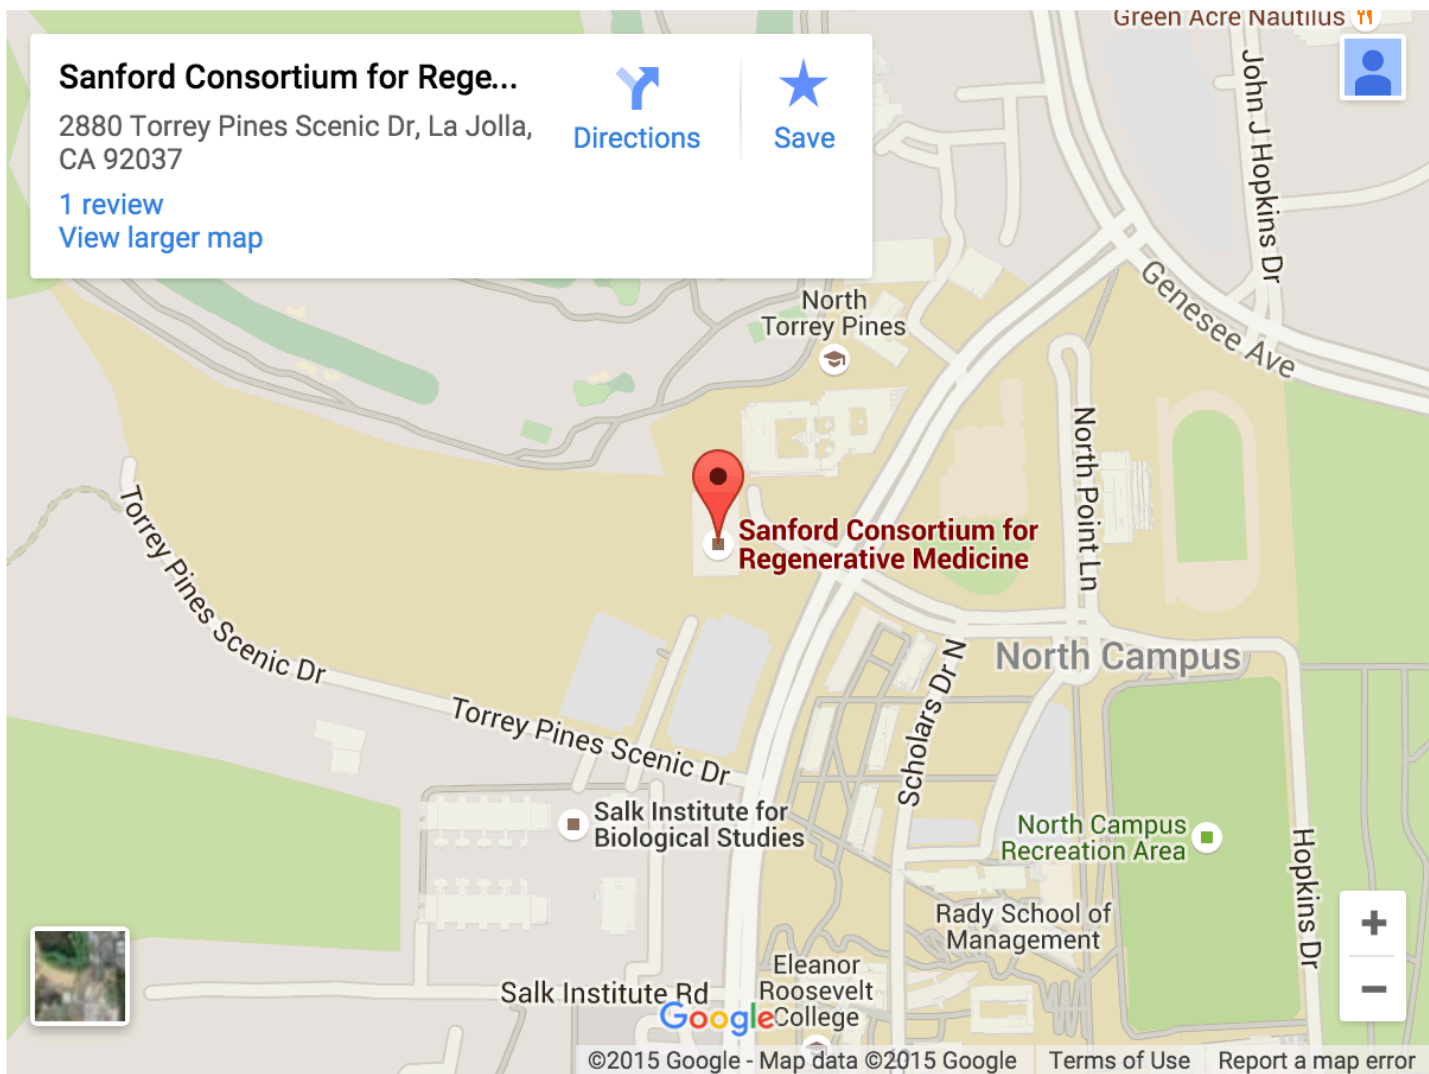 Green Acre Nautilus
Sanford Consortium for Rege...
2880 Torrey Pines Scenic Dr, La Jolla,
CA 92037
1 review
View larger map
Directions
Save
John J Hopkins Dr
Genesee Ave
North
Torrey Pines
North Point Ln
Sanford Consortium for
Regenerative Medicine
Torrey Pines Scenic Dr
Torrey Pines Scenic Dr
Scholars Dr N
North Campus
Salk Institute for
Biological Studies
North Campus
Recreation Area
Hopkins Dr
Rady School of
Management
Eleanor
Roosevelt
College
Salk Institute Rd
Google
+
−
©2015 Google - Map data ©2015 Google
Terms of Use
Report a map error